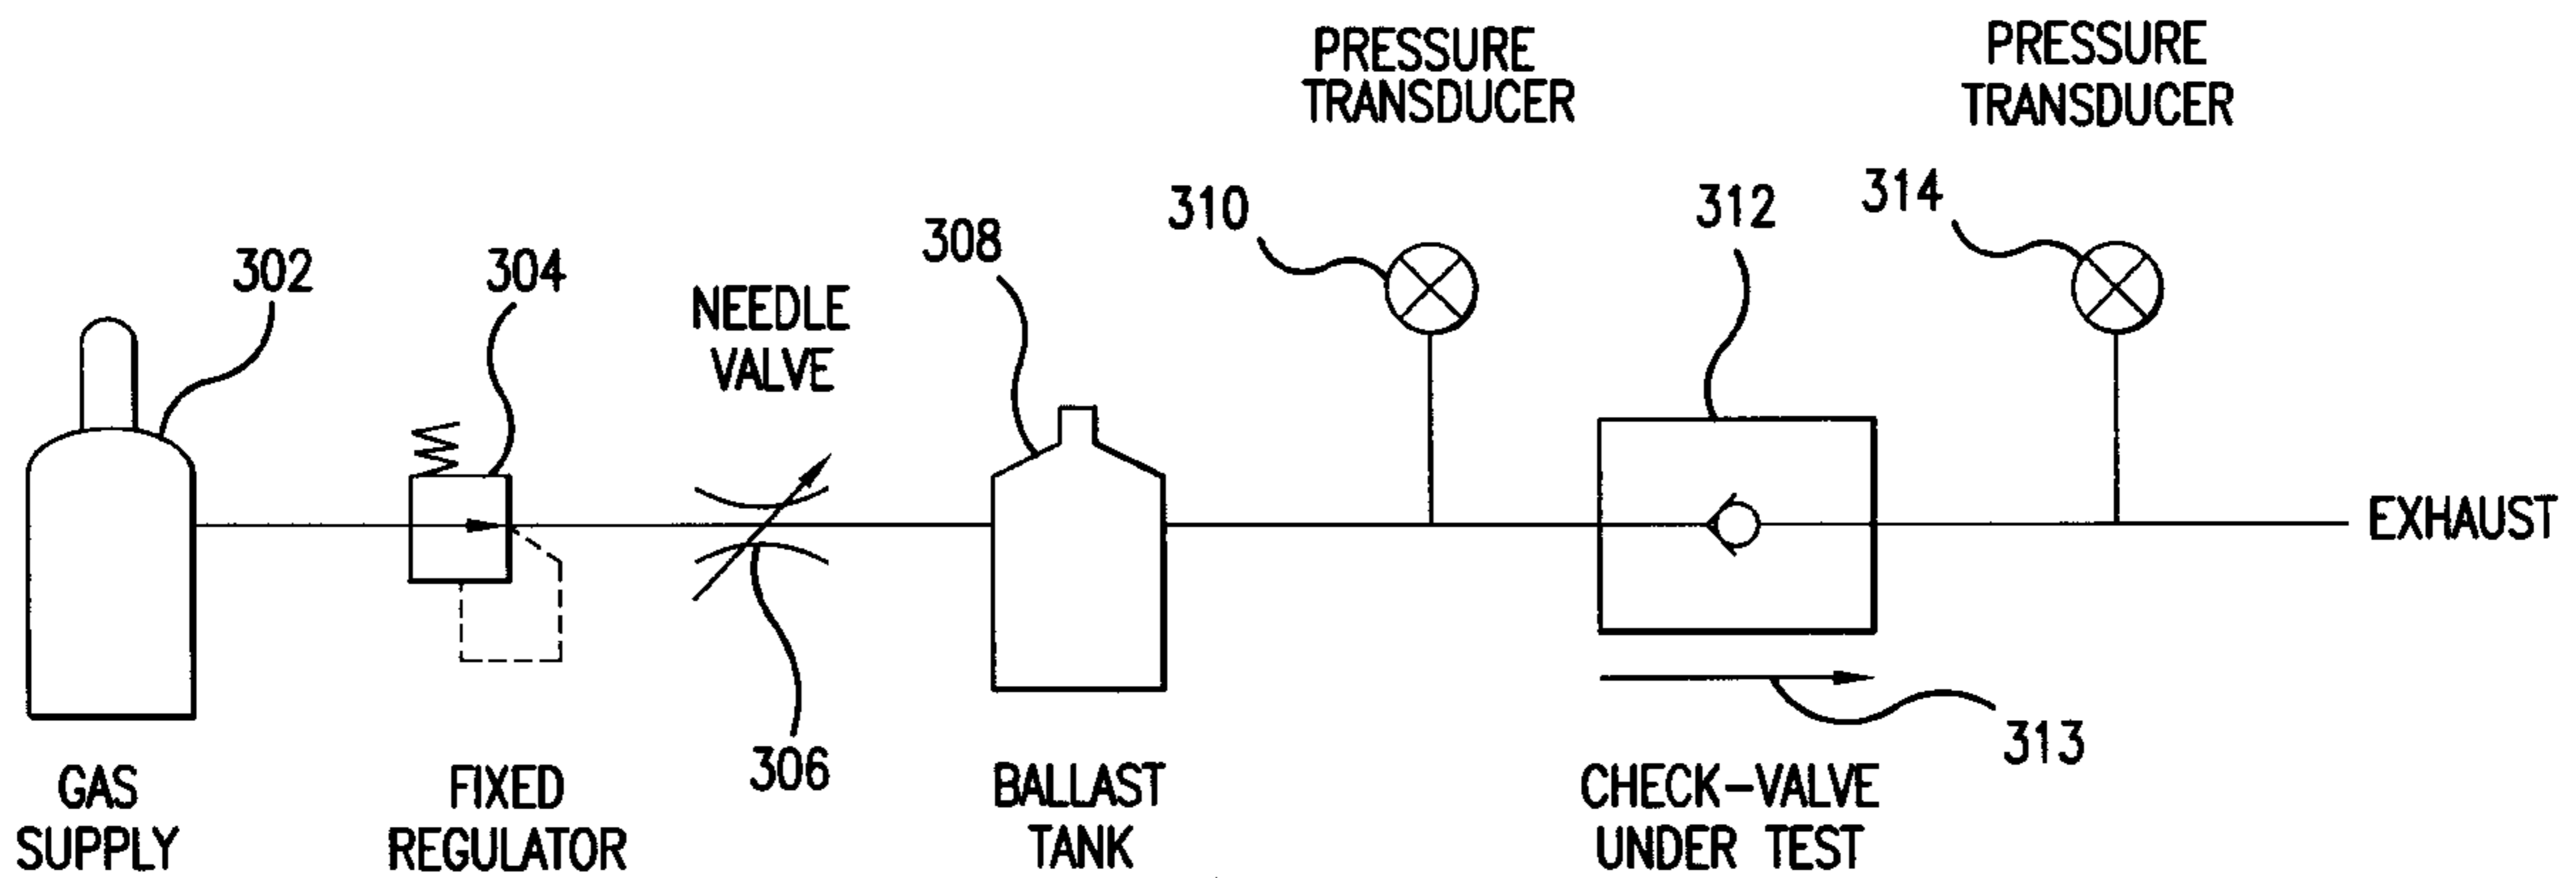 PRESSURE
TRANSDUCER
PRESSURE
TRANSDUCER
310
312
314
302
304
308
NEEDLE
VALVE
EXHAUST
306
313
GAS
SUPPLY
FIXED
REGULATOR
BALLAST
TANK
CHECK-VALVE
UNDER TEST